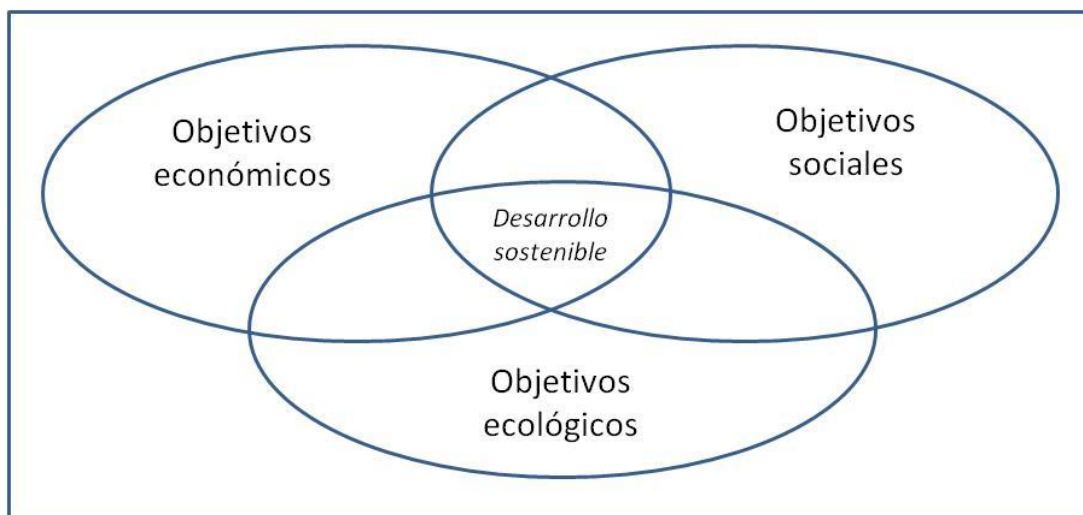 Objetivos
económicos
Objetivos
sociales
Desarrollo
sostenible
Objetivos
ecológicos